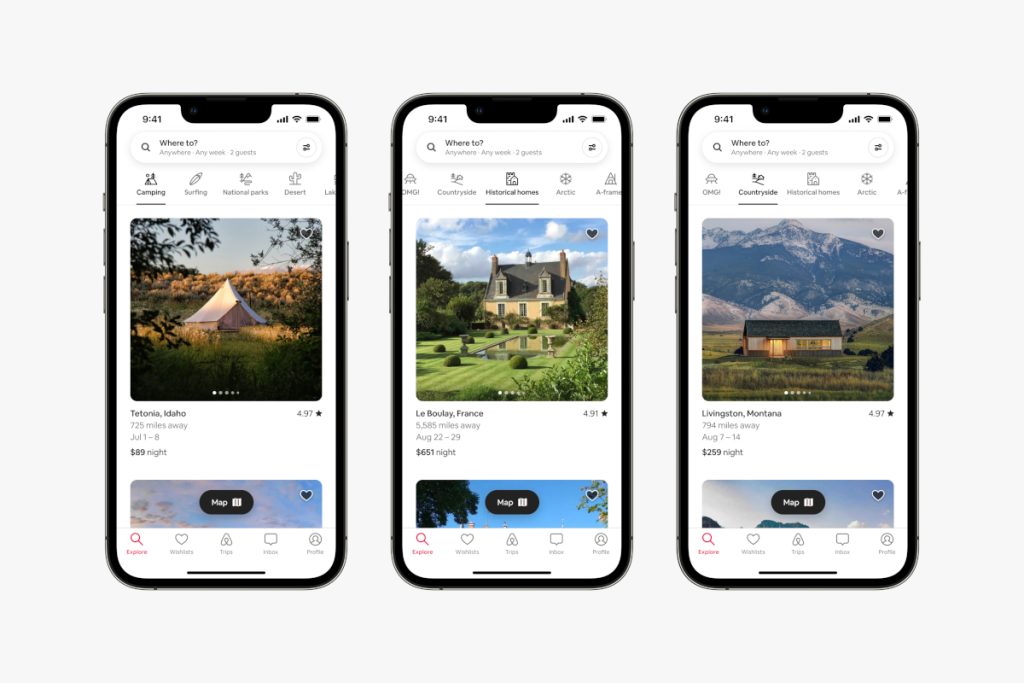 9:41
Where to?
Anywhere · Any week · 2 guests
Camping Surfing National parks Desert Lak
Tetonia, Idaho 4.97 ★
725 miles away
Jul 1 – 8
$89 night
Map
Explore Wishlists Trips Inbox Profile
9:41
Where to?
Anywhere · Any week · 2 guests
OMG! Countryside Historical homes Arctic A-frame
Le Boulay, France 4.91 ★
5,585 miles away
Aug 22 – 29
$651 night
Map
Explore Wishlists Trips Inbox Profile
9:41
Where to?
Anywhere · Any week · 2 guests
OMG! Countryside Historical homes Arctic A-f
Livingston, Montana 4.97 ★
794 miles away
Aug 7 – 14
$259 night
Map
Explore Wishlists Trips Inbox Profile